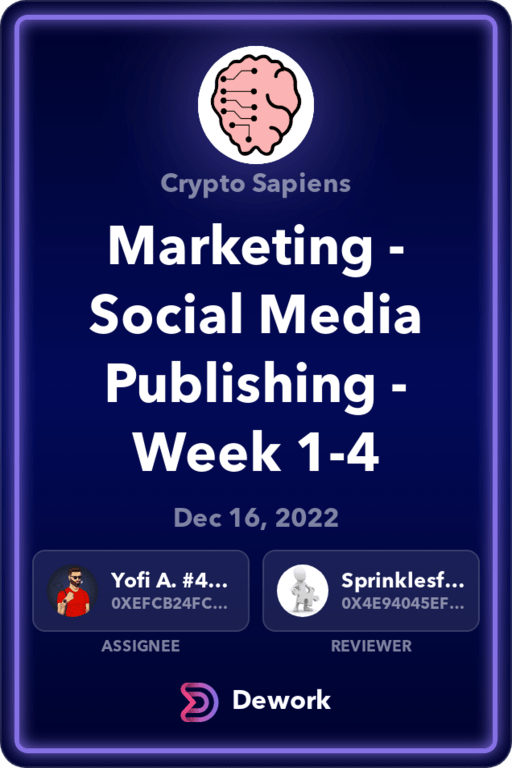 Crypto Sapiens
Marketing -
Social Media
Publishing -
Week 1-4
Dec 16, 2022
Yofi A. #4...
0XEFCB24FC...
ASSIGNEE
Sprinklesf...
0X4E94045EF...
REVIEWER
Dework